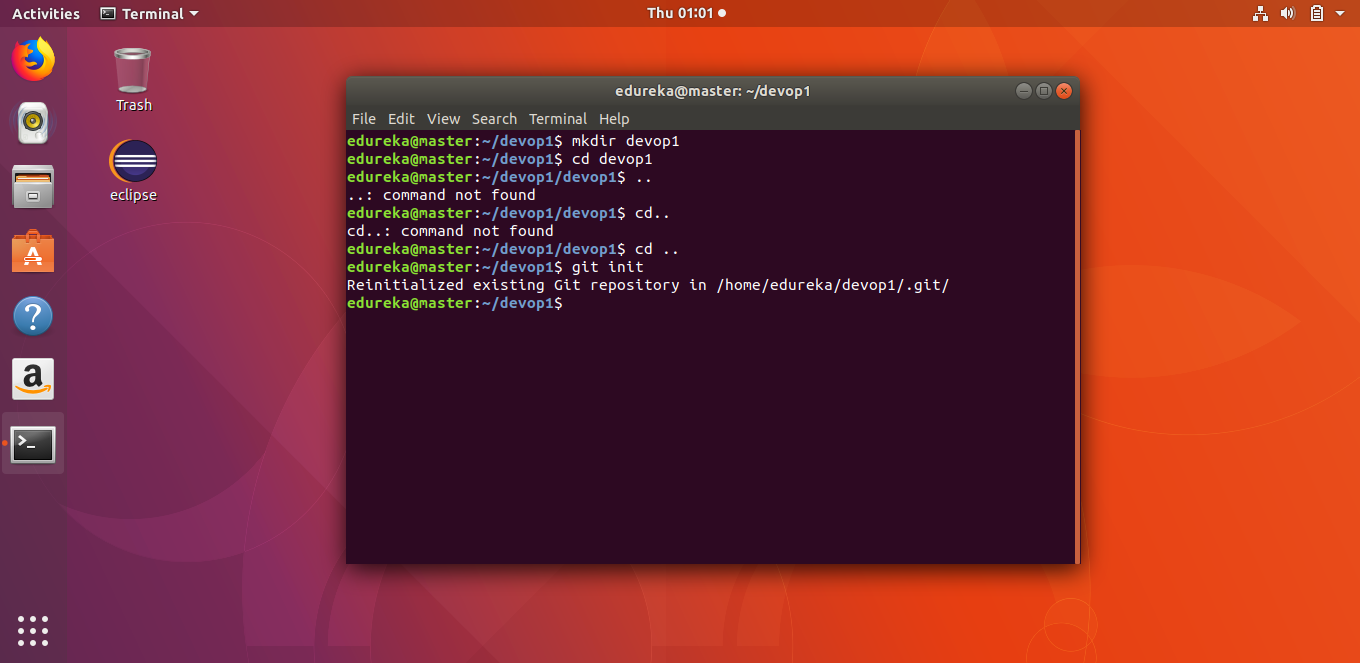 Activities
Terminal
Thu 01:01
Trash
eclipse
edureka@master: ~/devop1
File Edit View Search Terminal Help
edureka@master:~/devop1$ mkdir devop1
edureka@master:~/devop1$ cd devop1
edureka@master:~/devop1/devop1$ ..
..: command not found
edureka@master:~/devop1/devop1$ cd..
cd..: command not found
edureka@master:~/devop1/devop1$ cd ..
edureka@master:~/devop1$ git init
Reinitialized existing Git repository in /home/edureka/devop1/.git/
edureka@master:~/devop1$